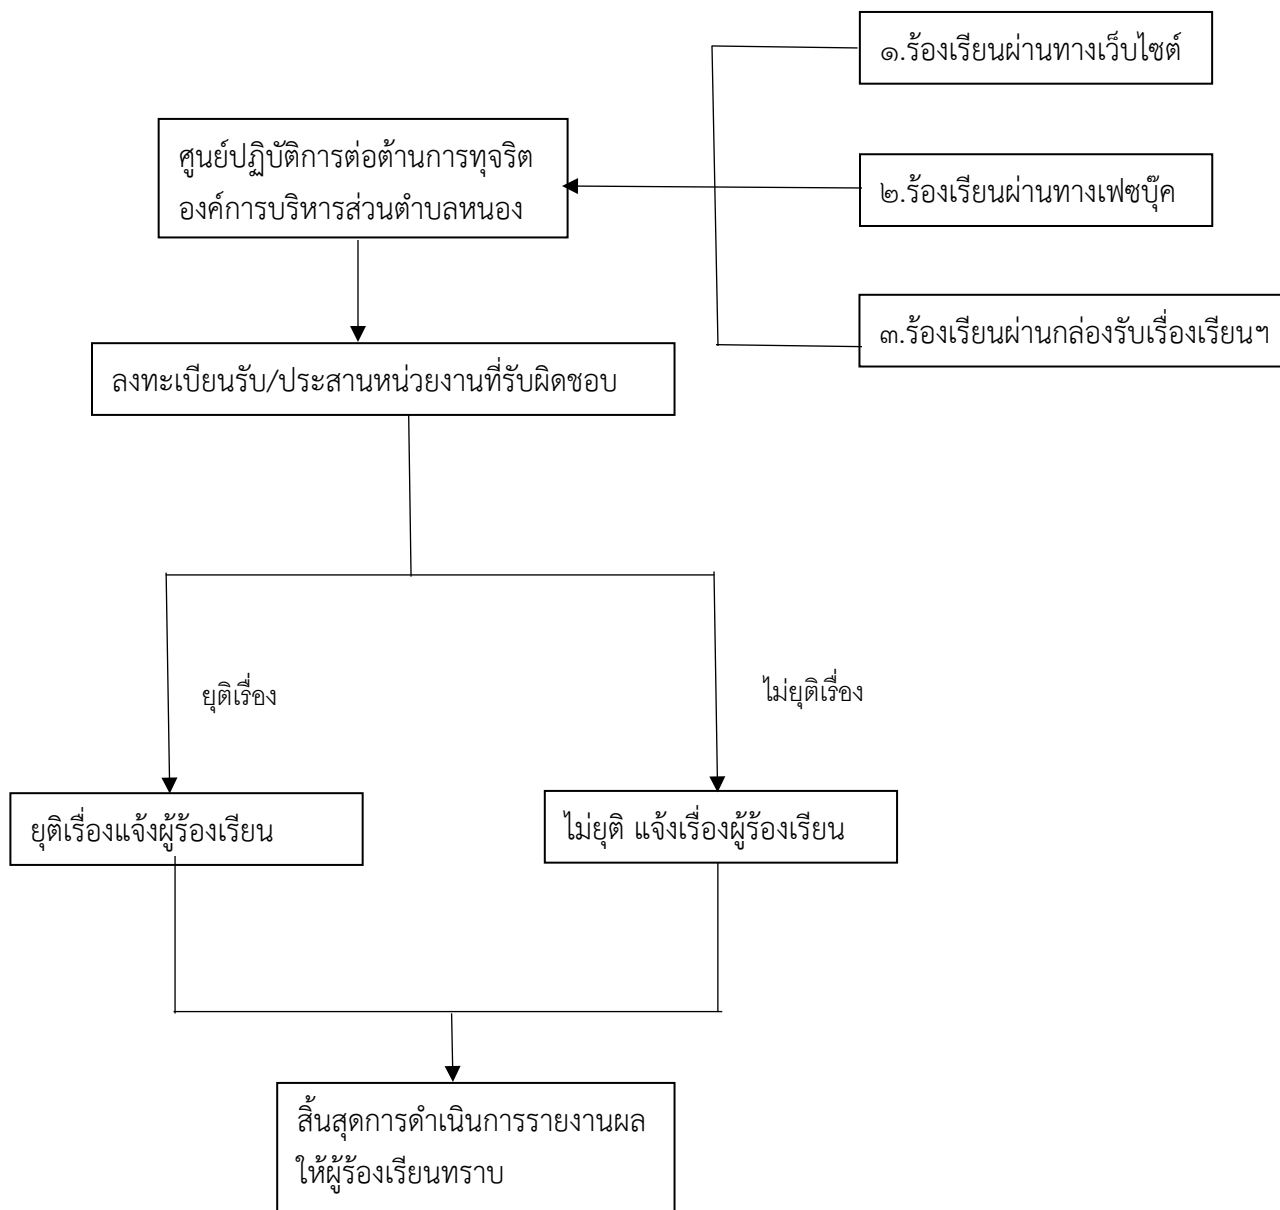 ๑.ร้องเรียนผ่านทางเว็บไซต์
ศูนย์ปฏิบัติการต่อต้านการทุจริต
องค์การบริหารส่วนตำบลหนอง
๒.ร้องเรียนผ่านทางเฟซบุ๊ค
๓.ร้องเรียนผ่านกล่องรับเรื่องเรียนฯ
ลงทะเบียนรับ/ประสานหน่วยงานที่รับผิดชอบ
ยุติเรื่อง
ไม่ยุติเรื่อง
ยุติเรื่องแจ้งผู้ร้องเรียน
ไม่ยุติ แจ้งเรื่องผู้ร้องเรียน
สิ้นสุดการดำเนินการรายงานผล
ให้ผู้ร้องเรียนทราบ